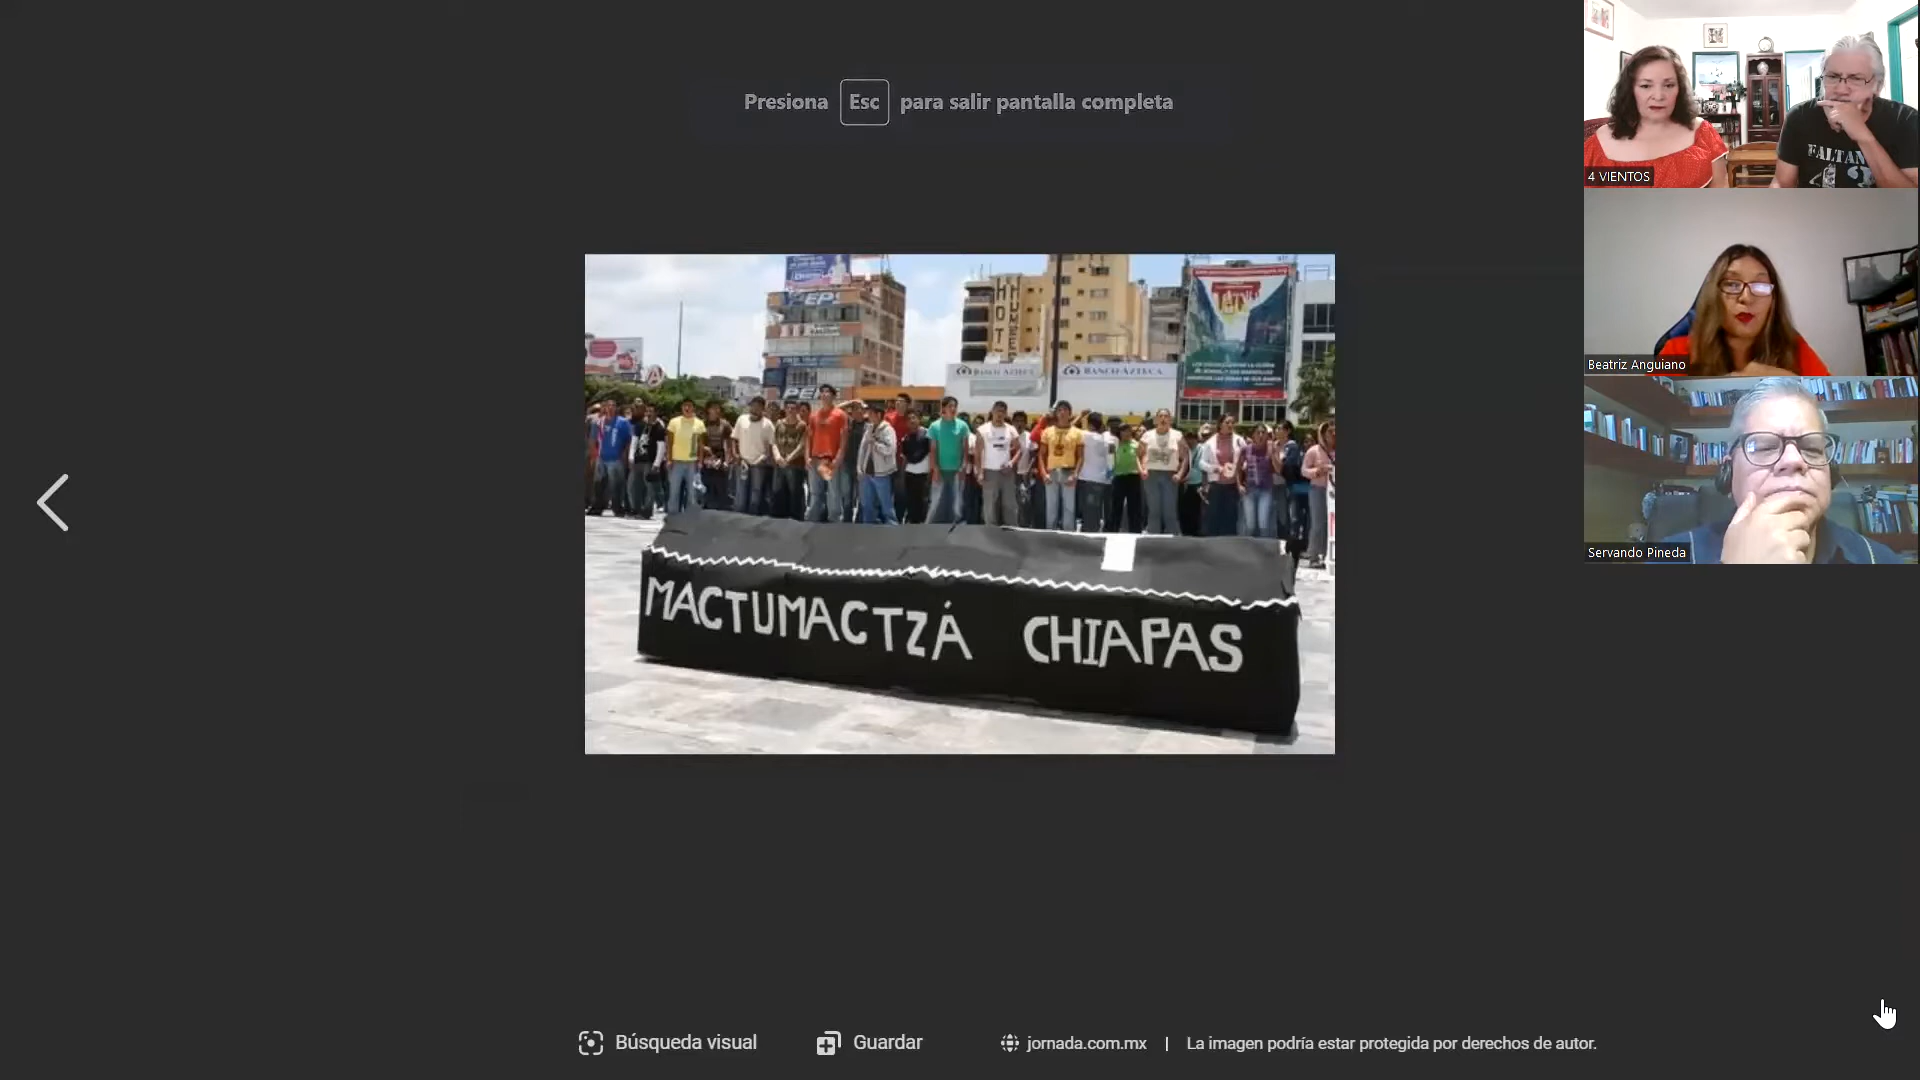 Presiona Esc para salir pantalla completa
HOT
BANCO AZTECA
BANCO AZTECA
MACTUMACTZÁ CHIAPAS
FALTAN
4 VIENTOS
Beatriz Anguiano
Servando Pineda
Búsqueda visual
Guardar
jornada.com.mx | La imagen podría estar protegida por derechos de autor.